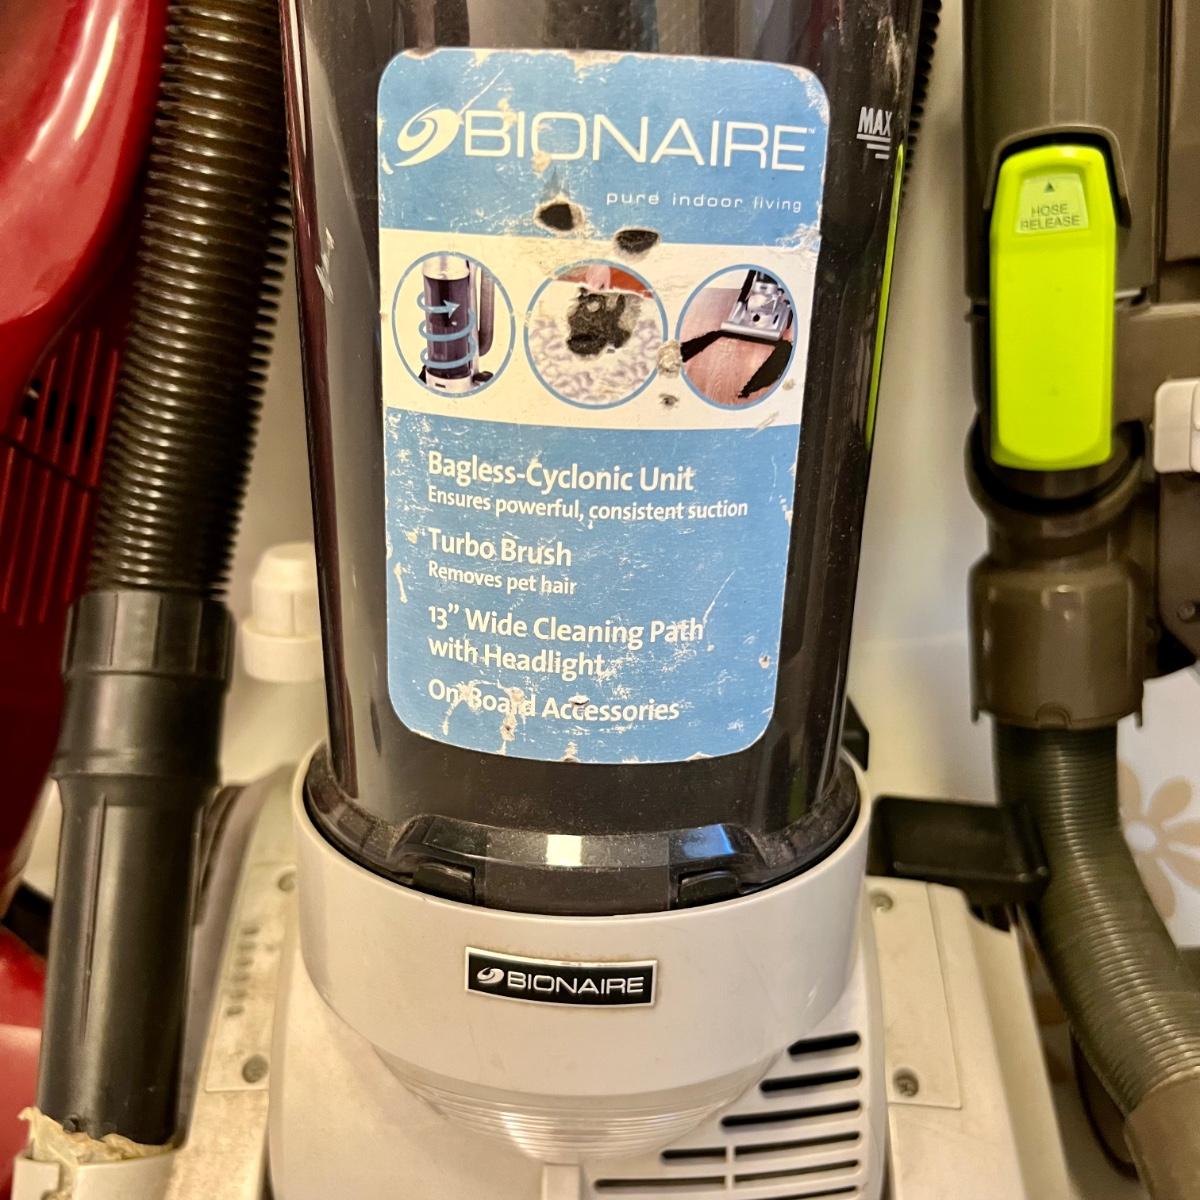 BIONAIRE™
pure indoor living
MAX
HOSE
RELEASE
Bagless-Cyclonic Unit
Ensures powerful, consistent suction
Turbo Brush
Removes pet hair
13” Wide Cleaning Path
with Headlight
On-Board Accessories
BIONAIRE